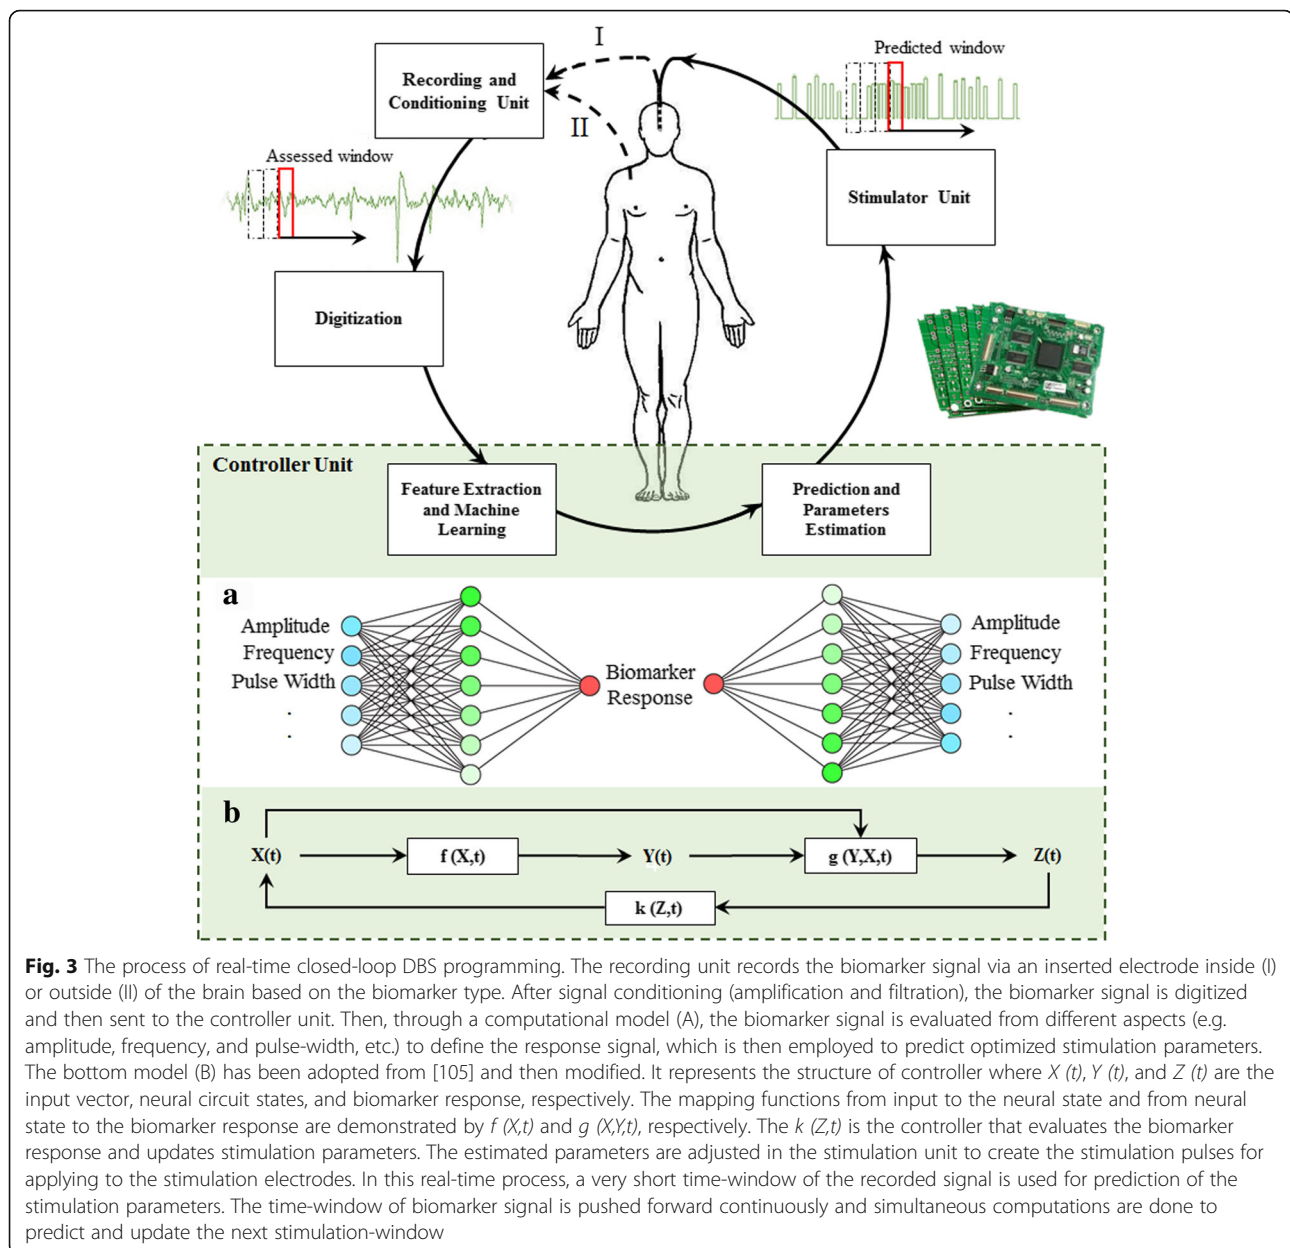 I
Recording and
Conditioning Unit
II
Predicted window
Assessed window
Stimulator Unit
Digitization
Controller Unit
Feature Extraction
and Machine
Learning
Prediction and
Parameters
Estimation
a
Amplitude
Frequency
Pulse Width
.
.
Biomarker
Response
Amplitude
Frequency
Pulse Width
.
.
b
X(t)
f (X,t)
Y(t)
g (Y,X,t)
Z(t)
k (Z,t)
Fig. 3 The process of real-time closed-loop DBS programming. The recording unit records the biomarker signal via an inserted electrode inside (I)
or outside (II) of the brain based on the biomarker type. After signal conditioning (amplification and filtration), the biomarker signal is digitized
and then sent to the controller unit. Then, through a computational model (A), the biomarker signal is evaluated from different aspects (e.g.
amplitude, frequency, and pulse-width, etc.) to define the response signal, which is then employed to predict optimized stimulation parameters.
The bottom model (B) has been adopted from [105] and then modified. It represents the structure of controller where X (t), Y (t), and Z (t) are the
input vector, neural circuit states, and biomarker response, respectively. The mapping functions from input to the neural state and from neural
state to the biomarker response are demonstrated by f (X,t) and g (X,Y,t), respectively. The k (Z,t) is the controller that evaluates the biomarker
response and updates stimulation parameters. The estimated parameters are adjusted in the stimulation unit to create the stimulation pulses for
applying to the stimulation electrodes. In this real-time process, a very short time-window of the recorded signal is used for prediction of the
stimulation parameters. The time-window of biomarker signal is pushed forward continuously and simultaneous computations are done to
predict and update the next stimulation-window